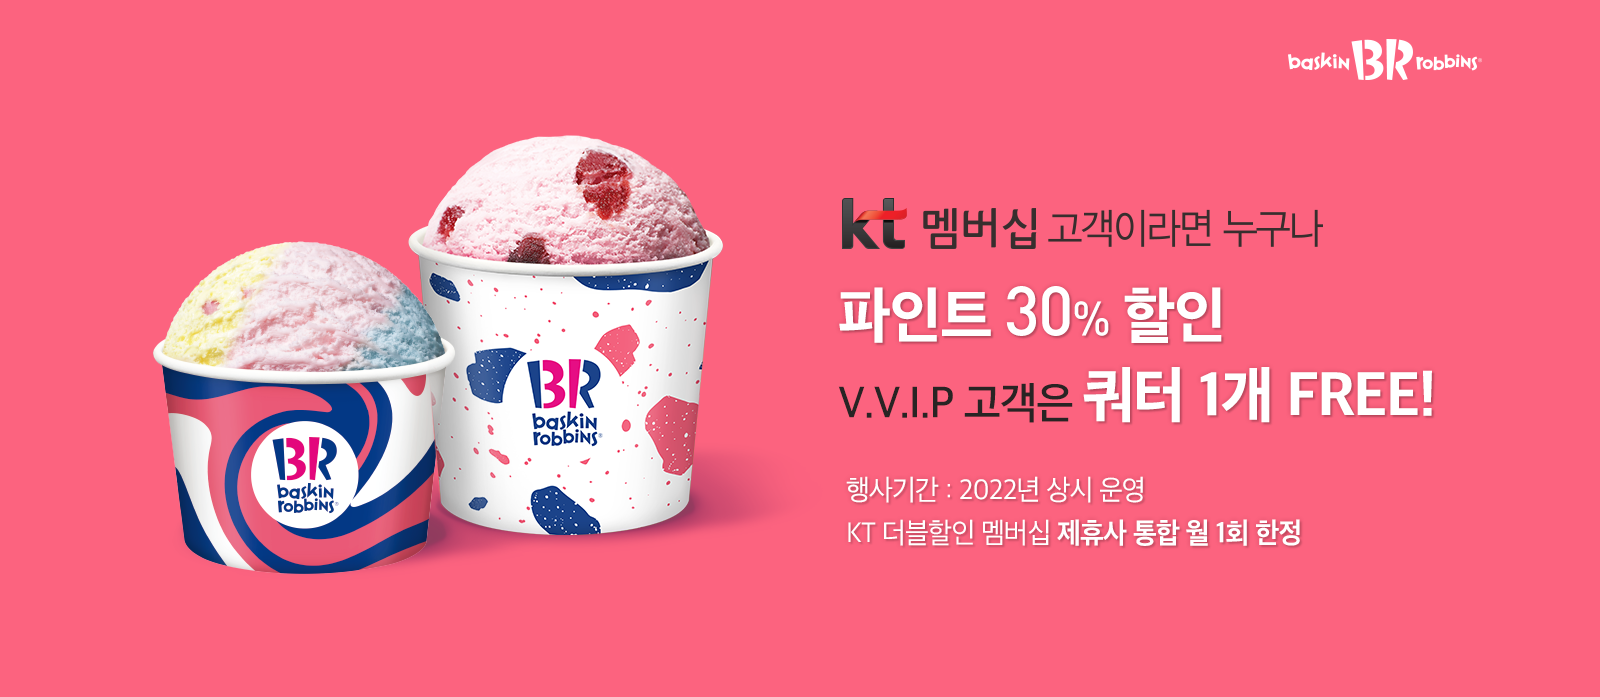 baskin BR robbins
kt 멤버십 고객이라면 누구나
파인트 30% 할인
V.V.I.P 고객은 쿼터 1개 FREE!
행사기간 : 2022년 상시 운영
KT 더블할인 멤버십 제휴사 통합 월 1회 한정
BR
baskin
robbins
BR
baskin
robbins